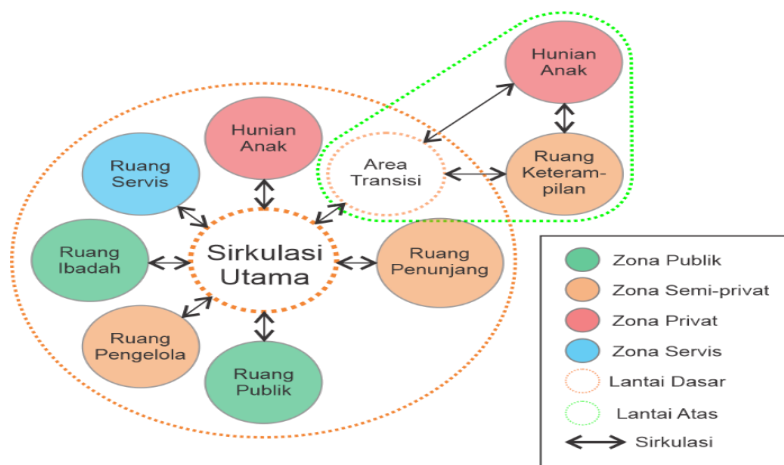 Hunian
Anak
Hunian
Anak
Ruang
Servis
Area
Transisi
Ruang
Keteram-
pilan
Ruang
Ibadah
Sirkulasi
Utama
Ruang
Penunjang
Ruang
Pengelola
Ruang
Publik
Zona Publik
Zona Semi-privat
Zona Privat
Zona Servis
Lantai Dasar
Lantai Atas
Sirkulasi